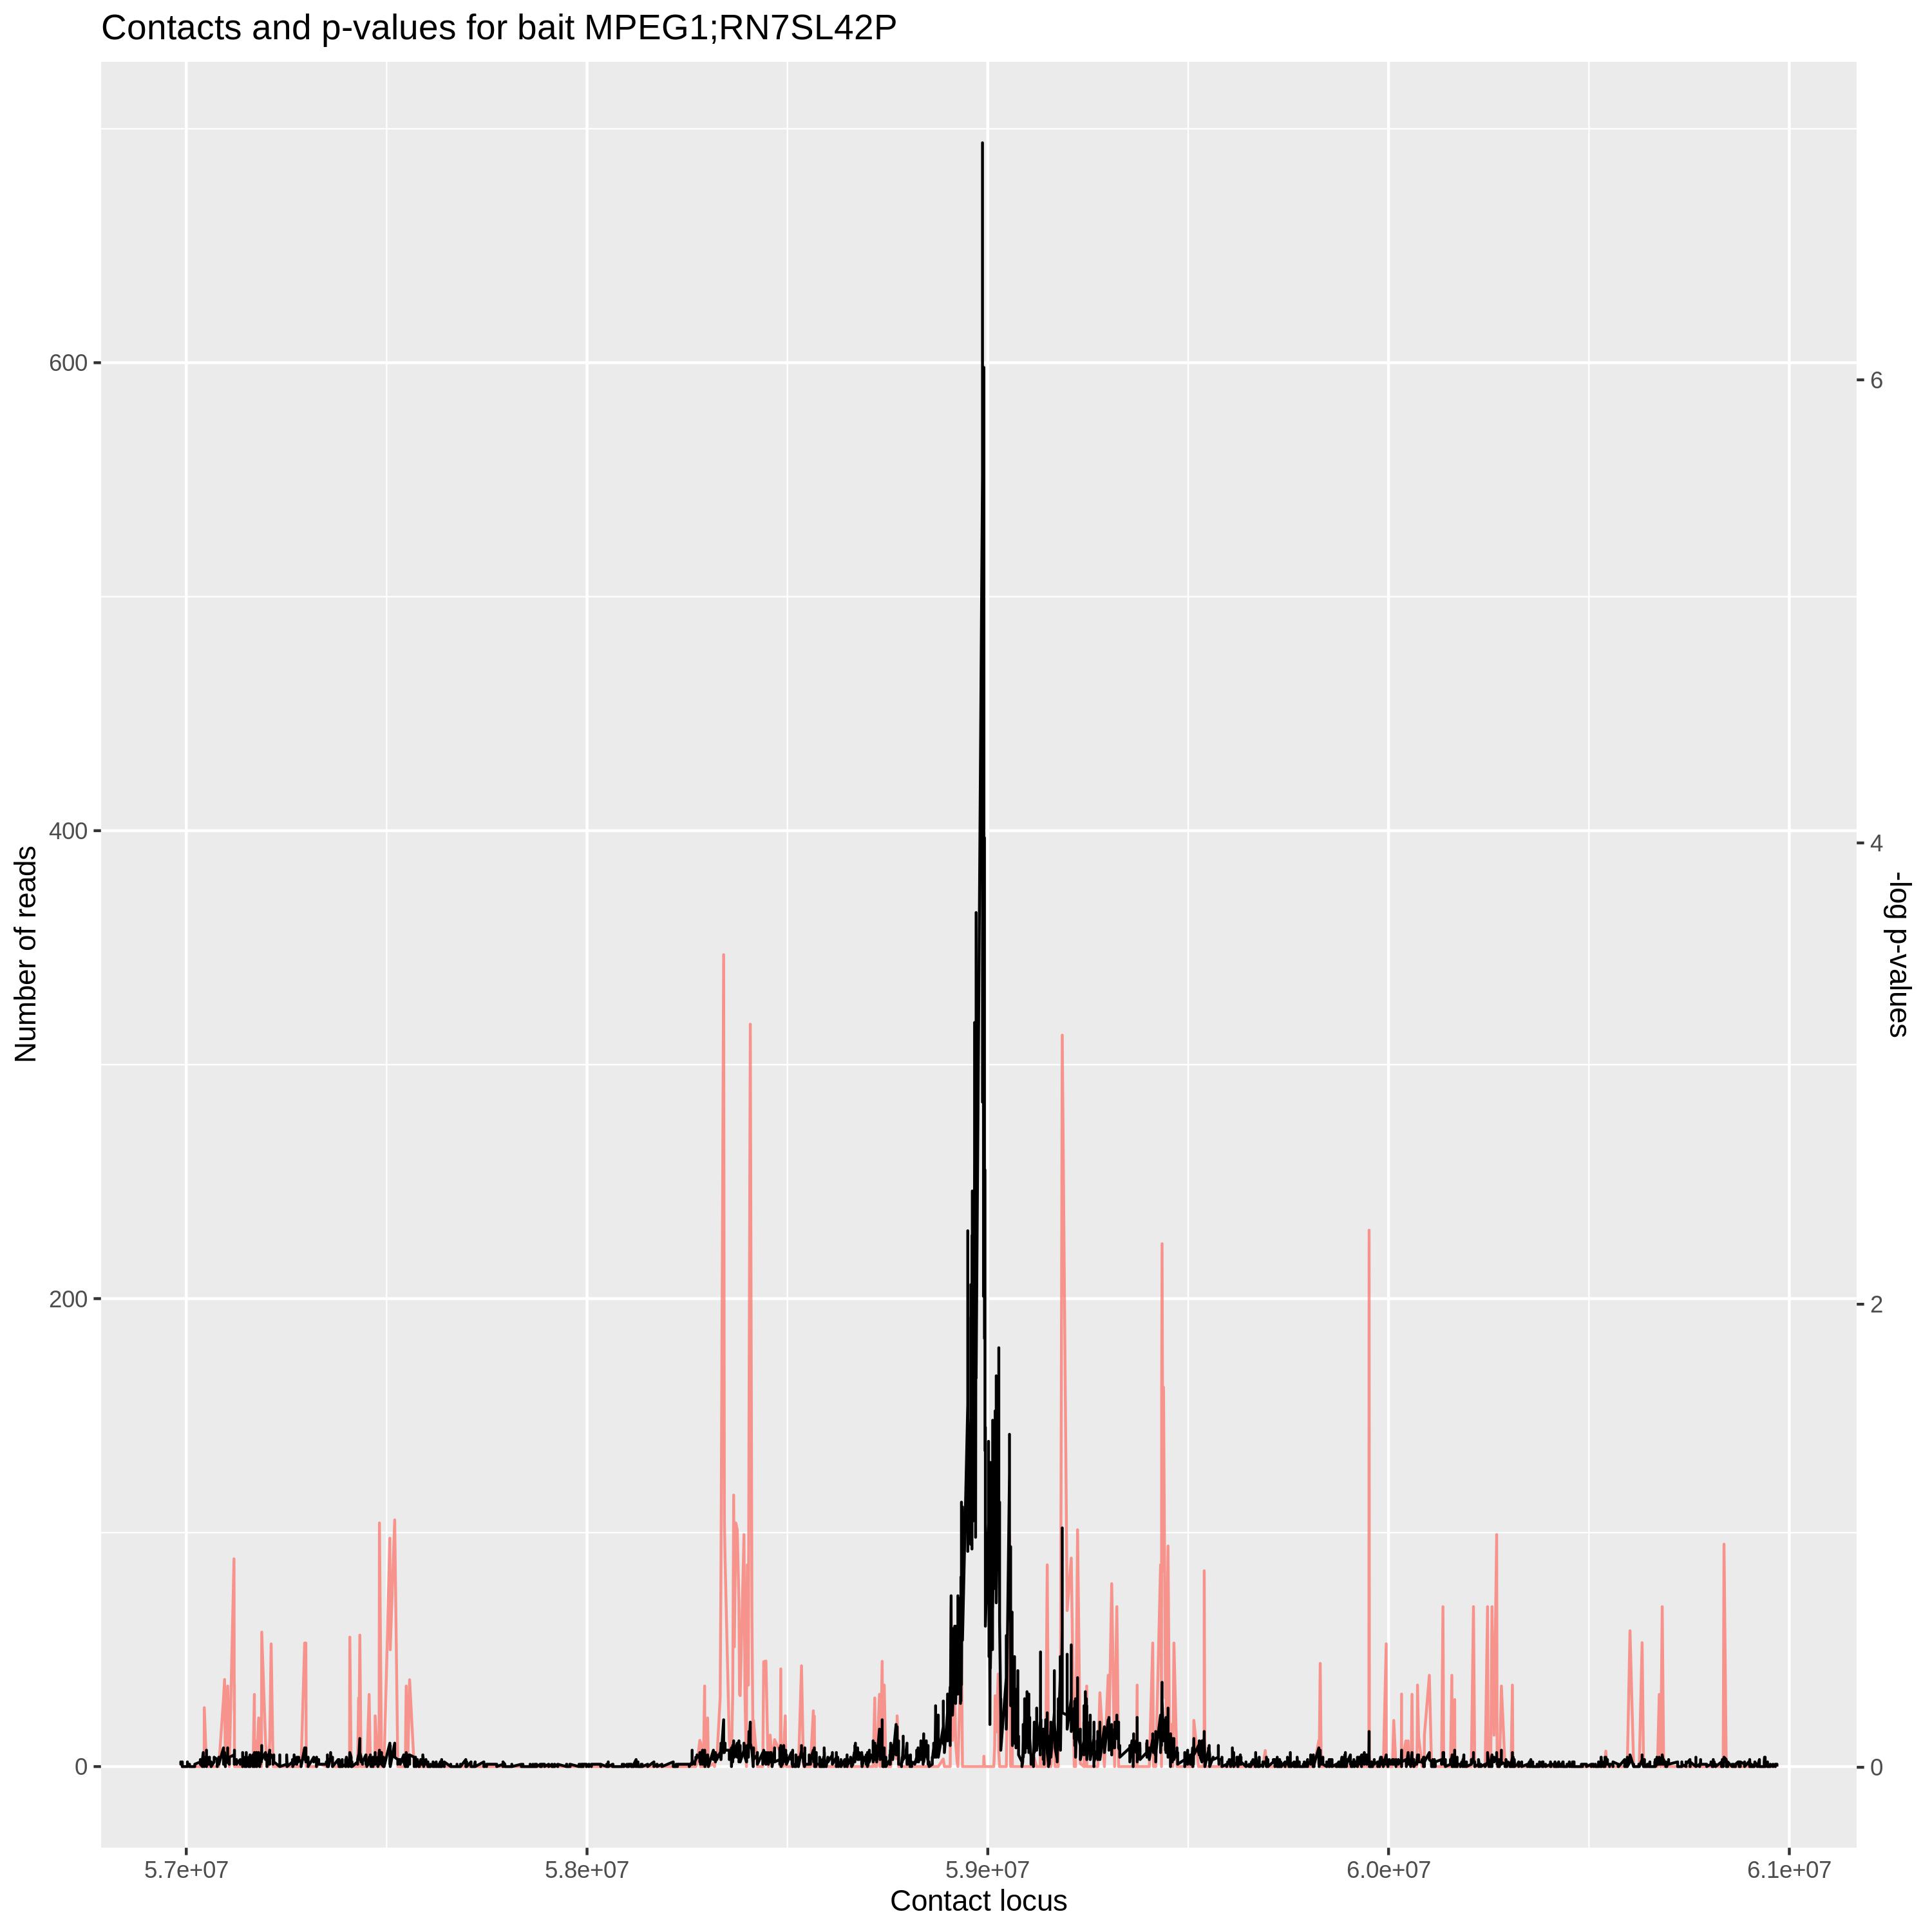 Contacts and p-values for bait MPEG1;RN7SL42P
Number of reads
600
400
200
0
6
4
2
0
-log p-values
5.7e+07
5.8e+07
5.9e+07
6.0e+07
6.1e+07
Contact locus